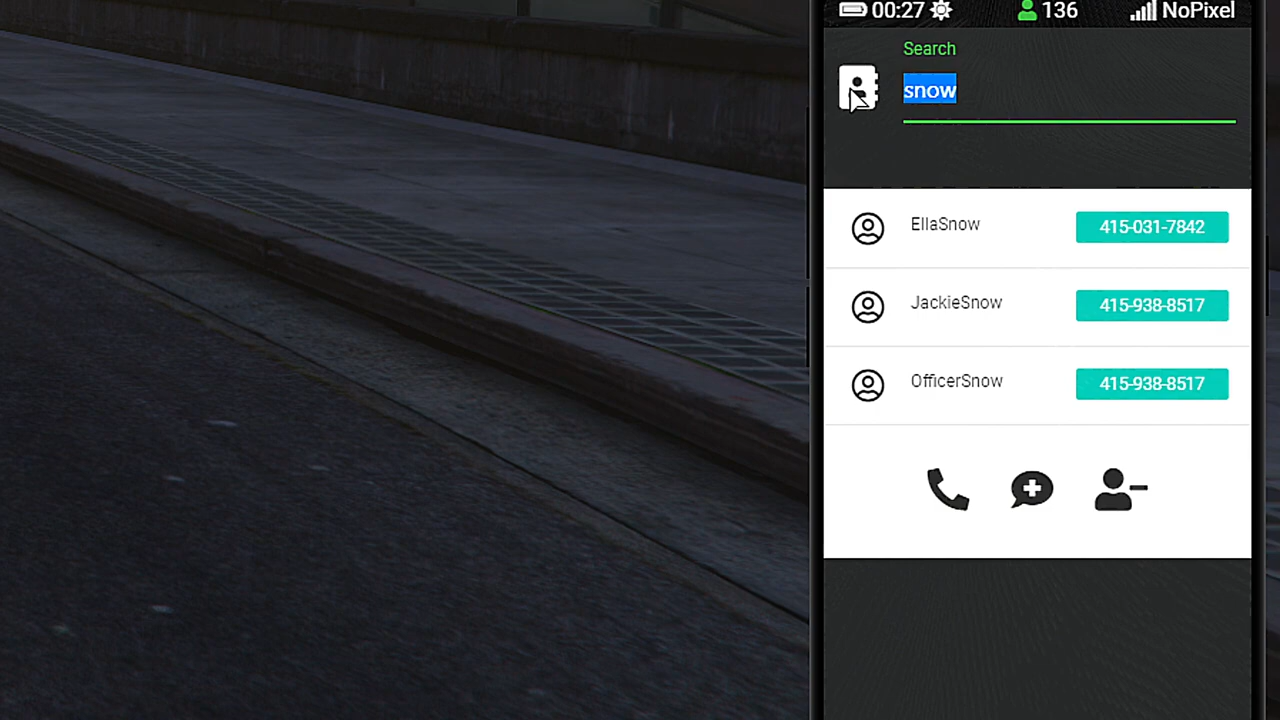 00:27 136 NoPixel
Search
snow
EllaSnow 415-031-7842
JackieSnow 415-938-8517
OfficerSnow 415-938-8517